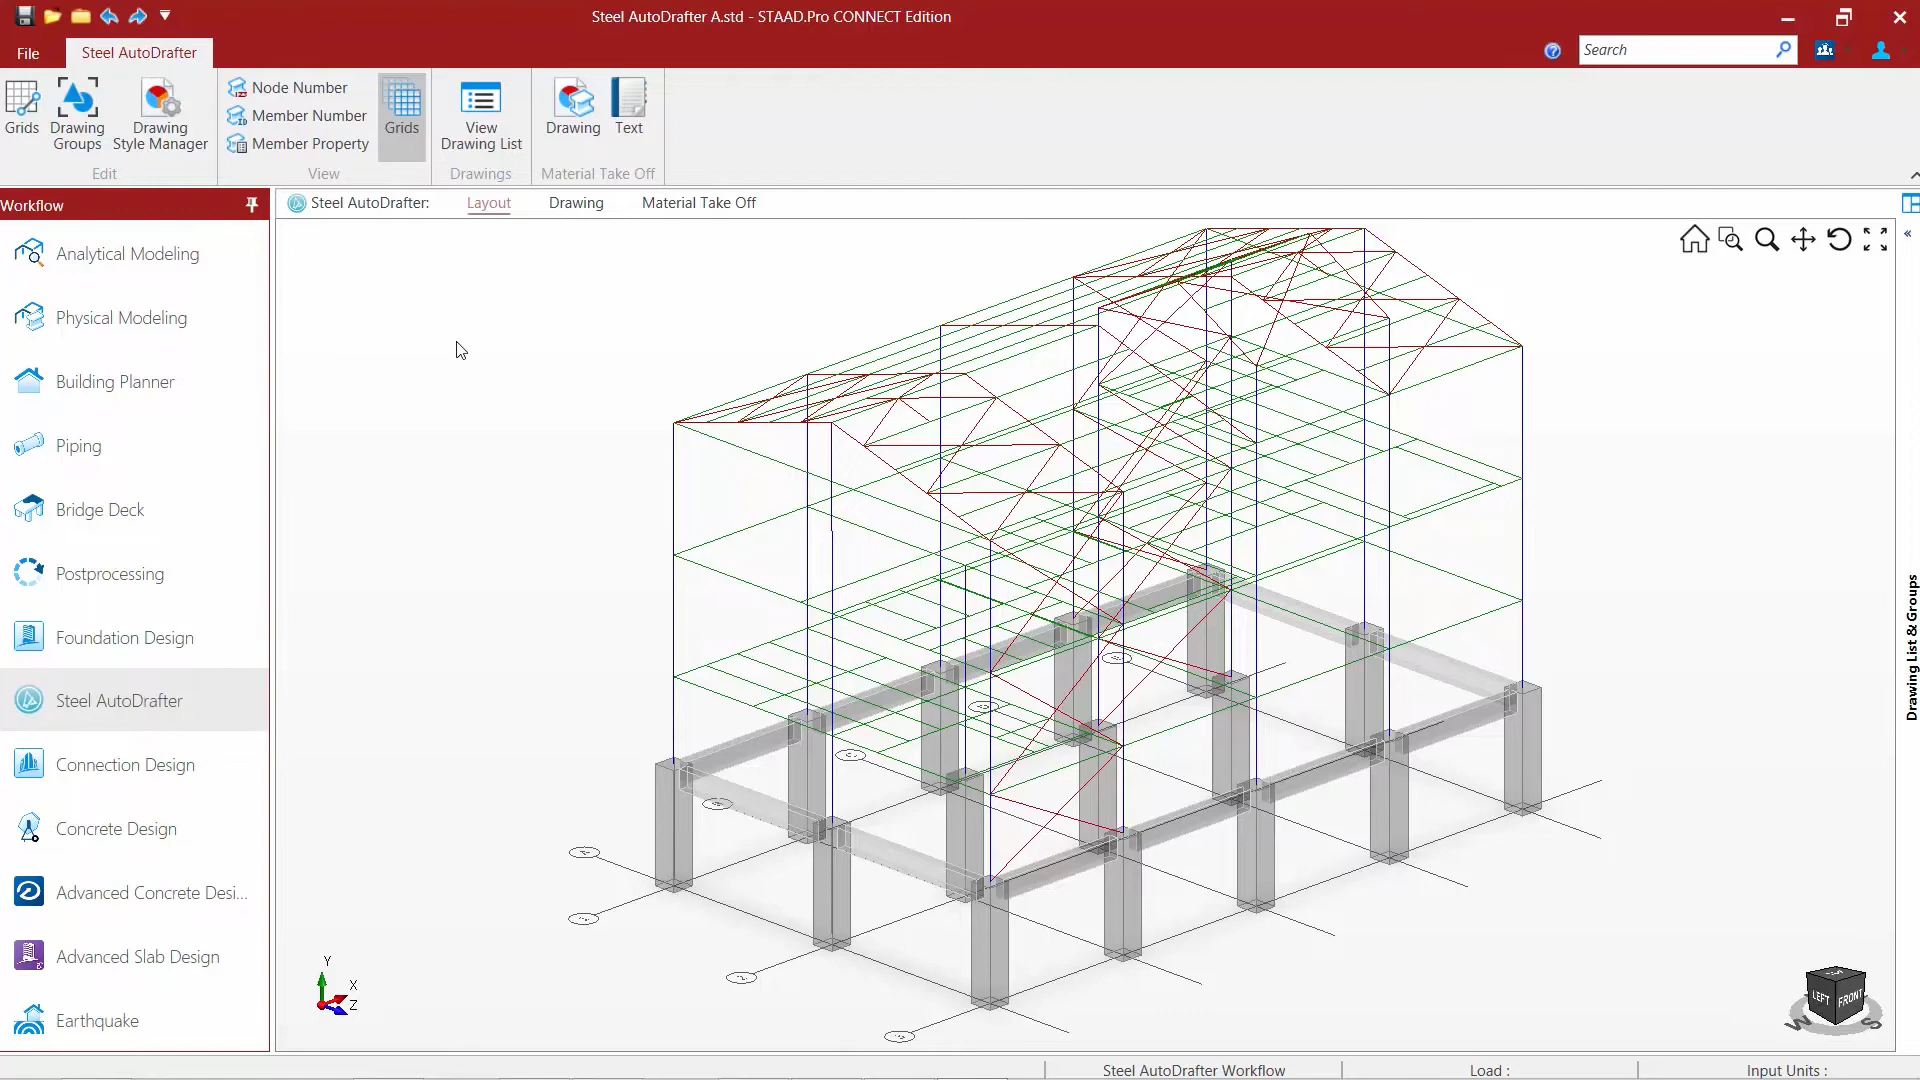 Steel AutoDrafter A.std - STAAD.Pro CONNECT Edition
File
Steel AutoDrafter
Search
Grids
Drawing Groups
Drawing Style Manager
Edit
Node Number
Member Number
Member Property
Grids
View
View Drawing List
Drawings
Drawing
Text
Material Take Off
Workflow
Steel AutoDrafter:
Layout
Drawing
Material Take Off
Analytical Modeling
Physical Modeling
Building Planner
Piping
Bridge Deck
Postprocessing
Foundation Design
Steel AutoDrafter
Connection Design
Concrete Design
Advanced Concrete Desi...
Advanced Slab Design
Earthquake
Drawing List & Groups
Y
X
Z
LEFT
FRONT
W
S
Steel AutoDrafter Workflow
Load :
Input Units :